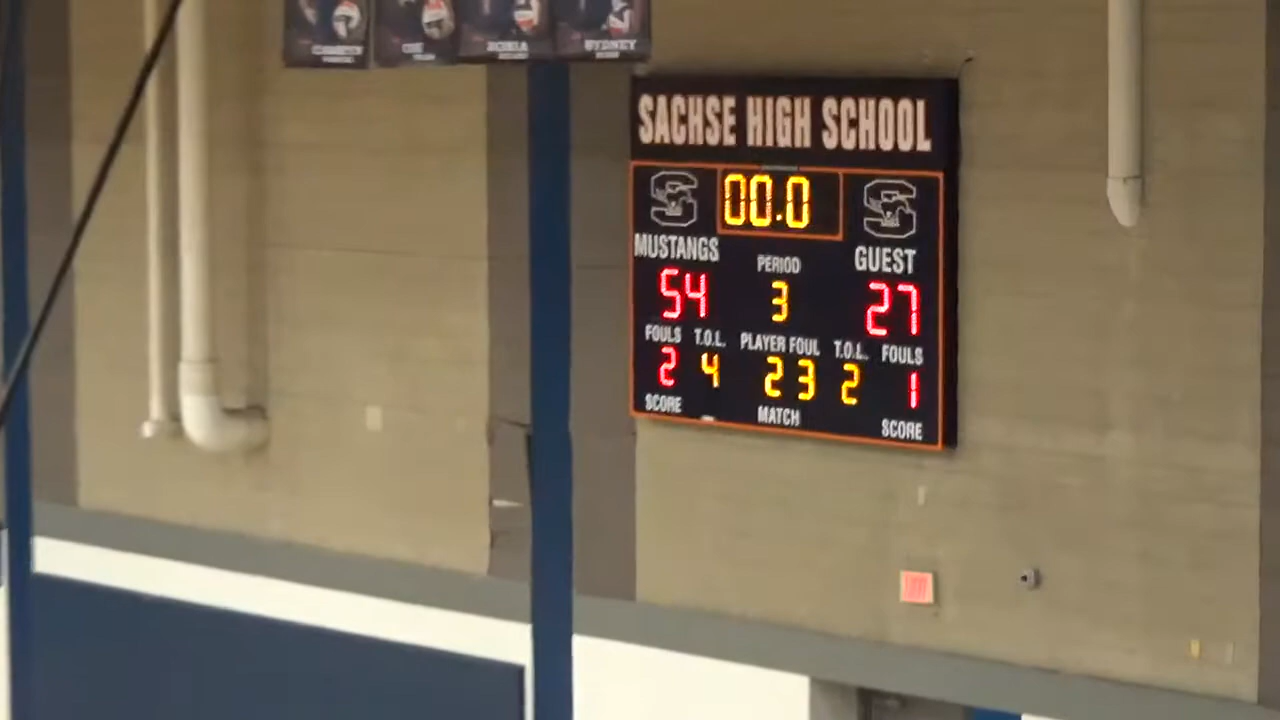 SYDNEY
SACHSE HIGH SCHOOL
00.0
MUSTANGS PERIOD GUEST
54 3 27
FOULS T.O.L. PLAYER FOUL T.O.L. FOULS
2 4 23 2 1
SCORE MATCH SCORE